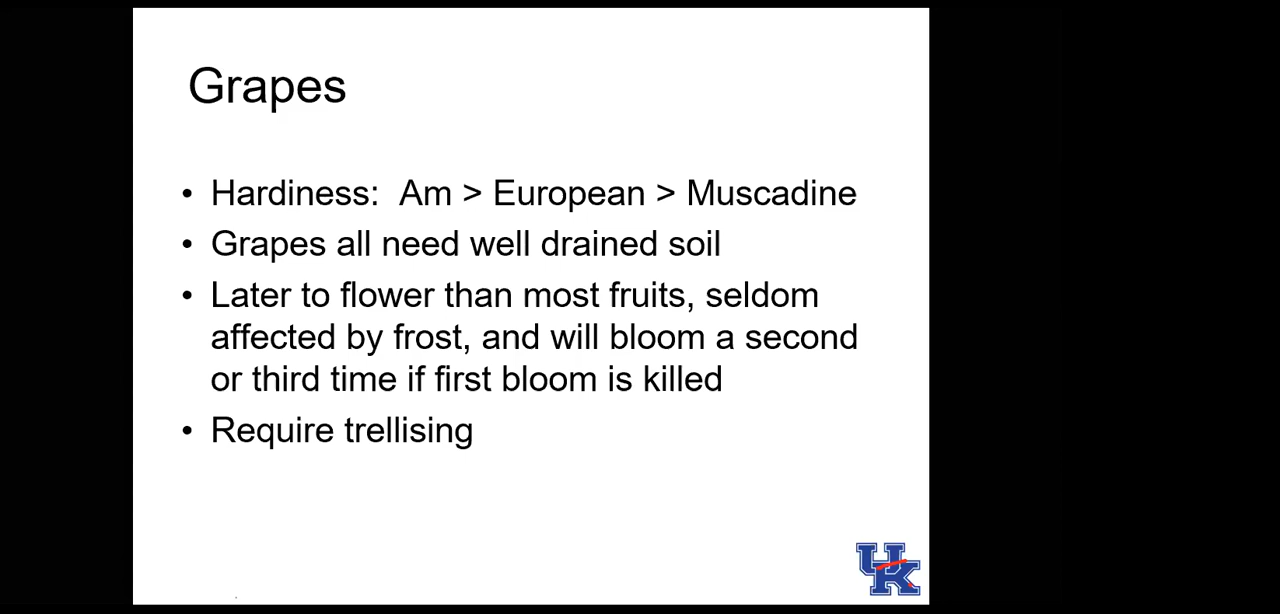 Grapes
• Hardiness:  Am > European > Muscadine
• Grapes all need well drained soil
• Later to flower than most fruits, seldom
affected by frost, and will bloom a second
or third time if first bloom is killed
• Require trellising
UK